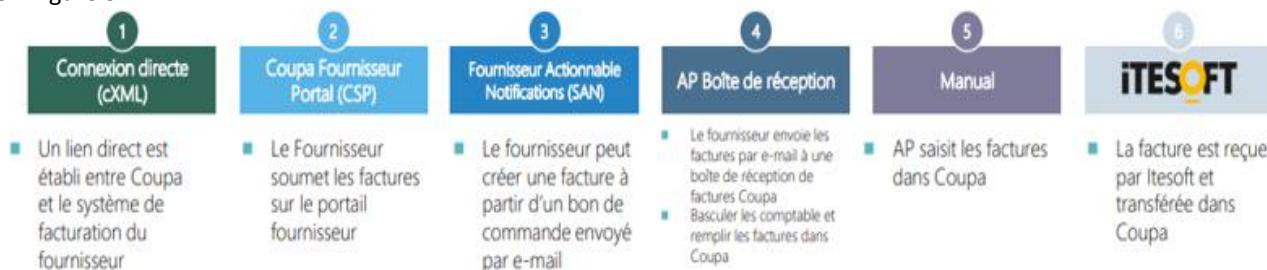 1
Connexion directe
(cXML)
Un lien direct est
établi entre Coupa
et le système de
facturation du
fournisseur
2
Coupa Fournisseur
Portal (CSP)
Le Fournisseur
soumet les factures
sur le portail
fournisseur
3
Fournisseur Actionnable
Notifications (SAN)
Le fournisseur peut
créer une facture à
partir d'un bon de
commande envoyé
par e-mail
4
AP Boîte de réception
Le fournisseur envoie les
factures par e-mail à une
boîte de réception de
factures Coupa
Basculer les comptable et
remplir les factures dans
Coupa
5
Manual
AP saisit les factures
dans Coupa
6
iTESOFT
La facture est reçue
par Itesoft et
transférée dans
Coupa